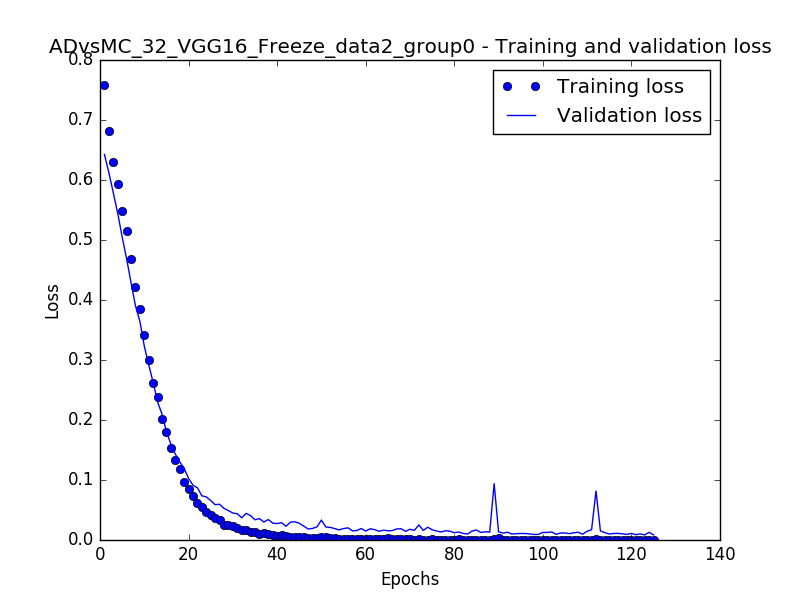 ADvsMC_32_VGG16_Freeze_data2_group0 - Training and validation loss
0.8
Training loss
Validation loss
0.7
0.6
0.5
0.4
0.3
0.2
0.1
0.0
Loss
0 20 40 60 80 100 120 140
Epochs